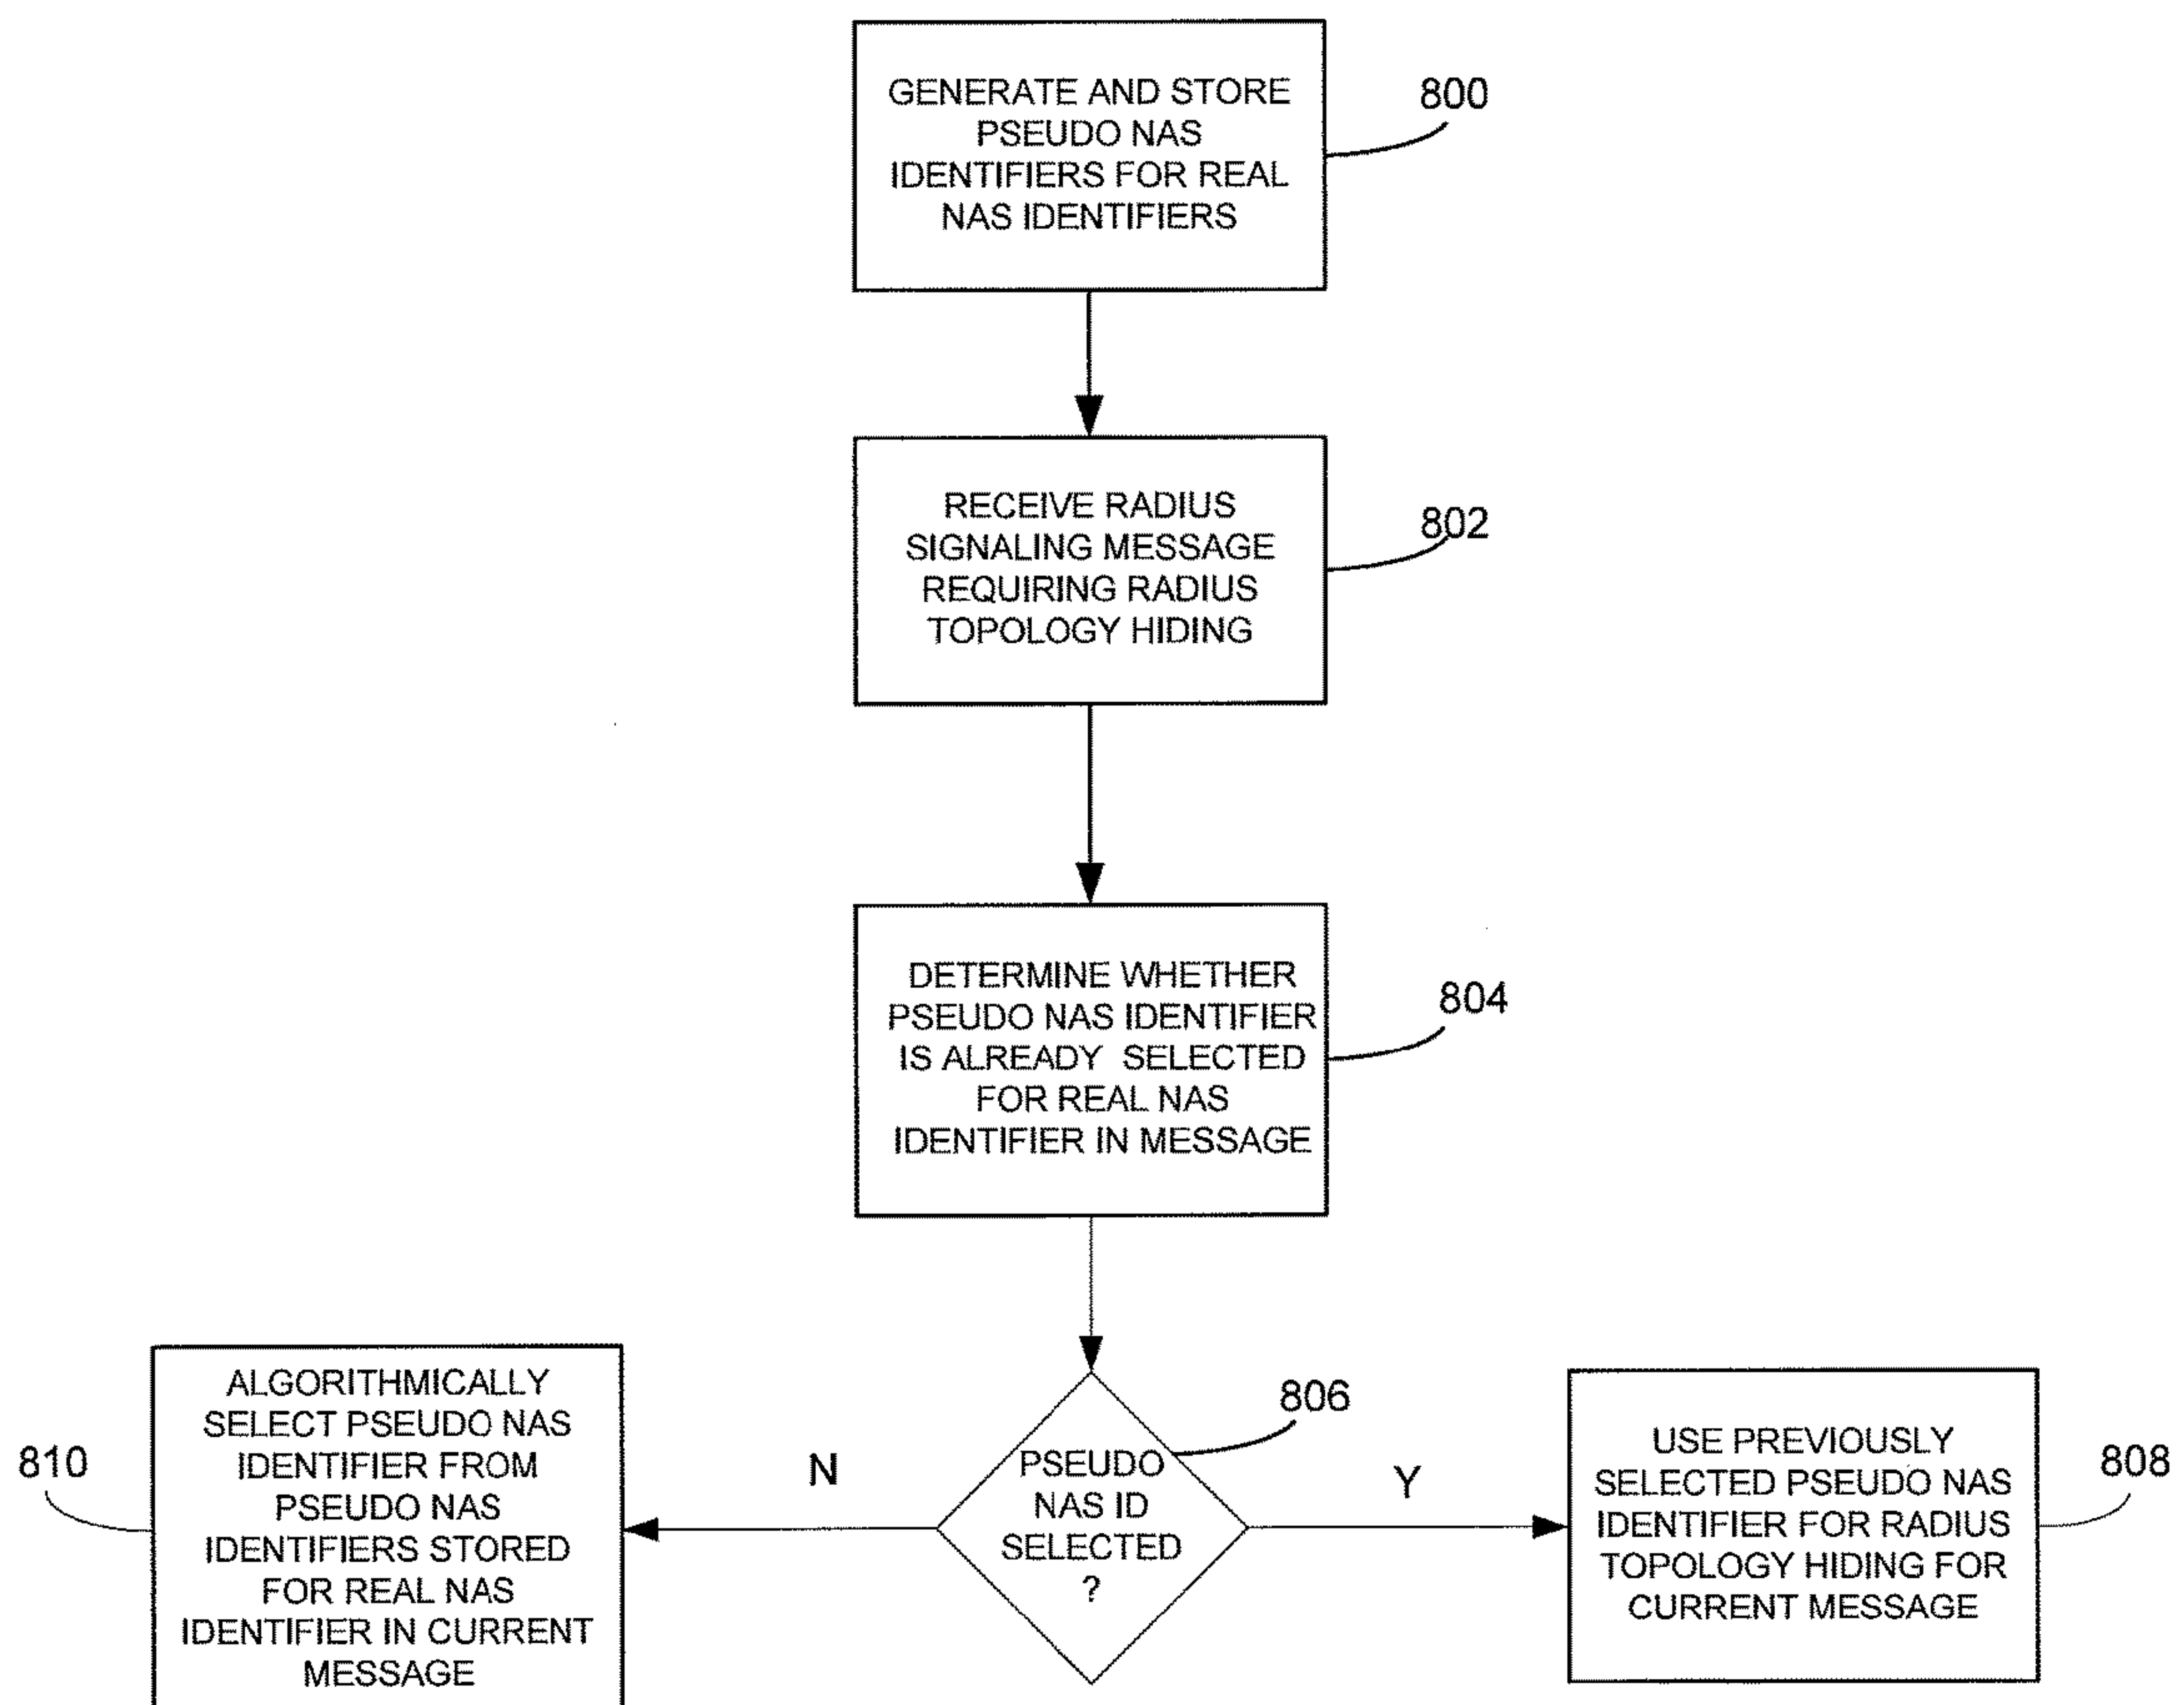 GENERATE AND STORE
PSEUDO NAS
IDENTIFIERS FOR REAL
NAS IDENTIFIERS
800
RECEIVE RADIUS
SIGNALING MESSAGE
REQUIRING RADIUS
TOPOLOGY HIDING
802
DETERMINE WHETHER
PSEUDO NAS IDENTIFIER
IS ALREADY SELECTED
FOR REAL NAS
IDENTIFIER IN MESSAGE
804
PSEUDO
NAS ID
SELECTED
?
806
N
Y
810
ALGORITHMICALLY
SELECT PSEUDO NAS
IDENTIFIER FROM
PSEUDO NAS
IDENTIFIERS STORED
FOR REAL NAS
IDENTIFIER IN CURRENT
MESSAGE
USE PREVIOUSLY
SELECTED PSEUDO NAS
IDENTIFIER FOR RADIUS
TOPOLOGY HIDING FOR
CURRENT MESSAGE
808